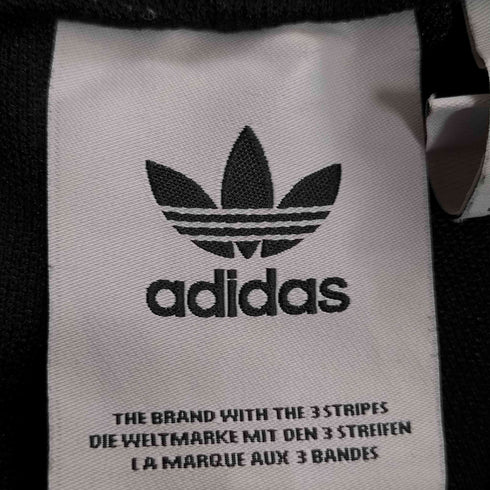 adidas
THE BRAND WITH THE 3 STRIPES
DIE WELTMARKE MIT DEN 3 STREIFEN
LA MARQUE AUX 3 BANDES